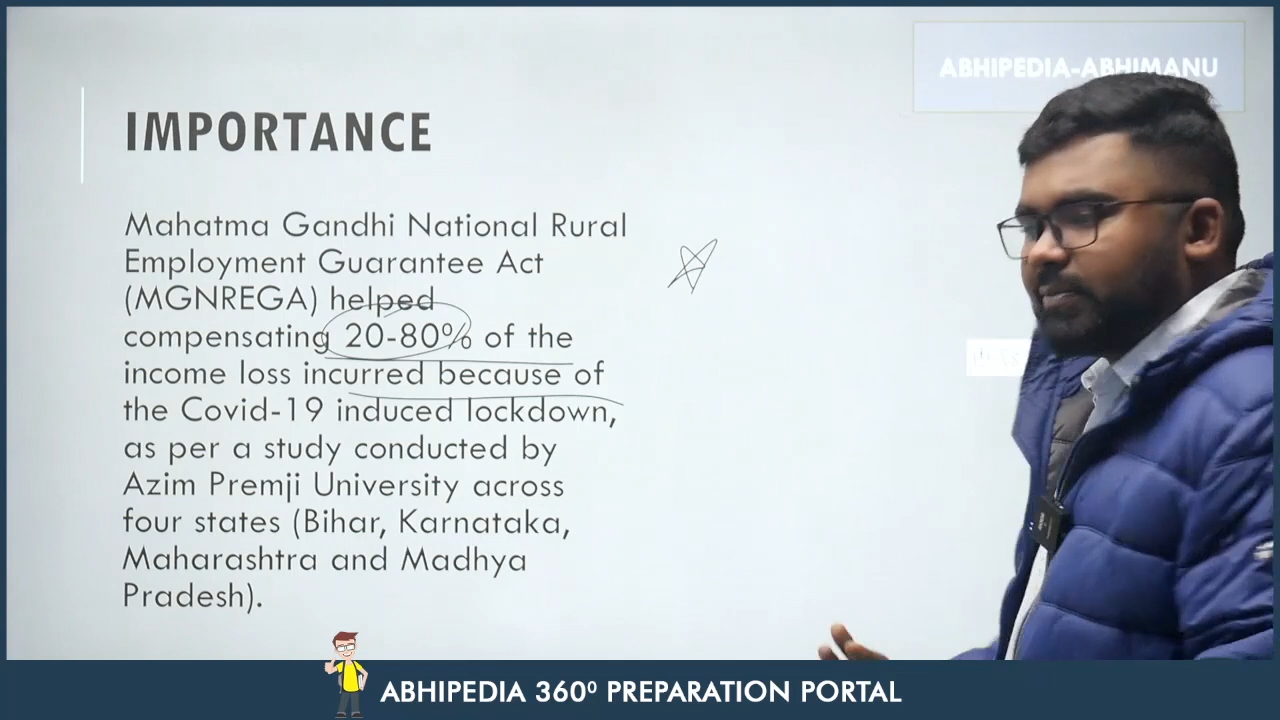 ABHIPEDIA-ABHIMANU
IMPORTANCE
Mahatma Gandhi National Rural
Employment Guarantee Act
(MGNREGA) helped
compensating 20-80% of the
income loss incurred because of
the Covid-19 induced lockdown,
as per a study conducted by
Azim Premji University across
four states (Bihar, Karnataka,
Maharashtra and Madhya
Pradesh).
ABHIPEDIA 360⁰ PREPARATION PORTAL